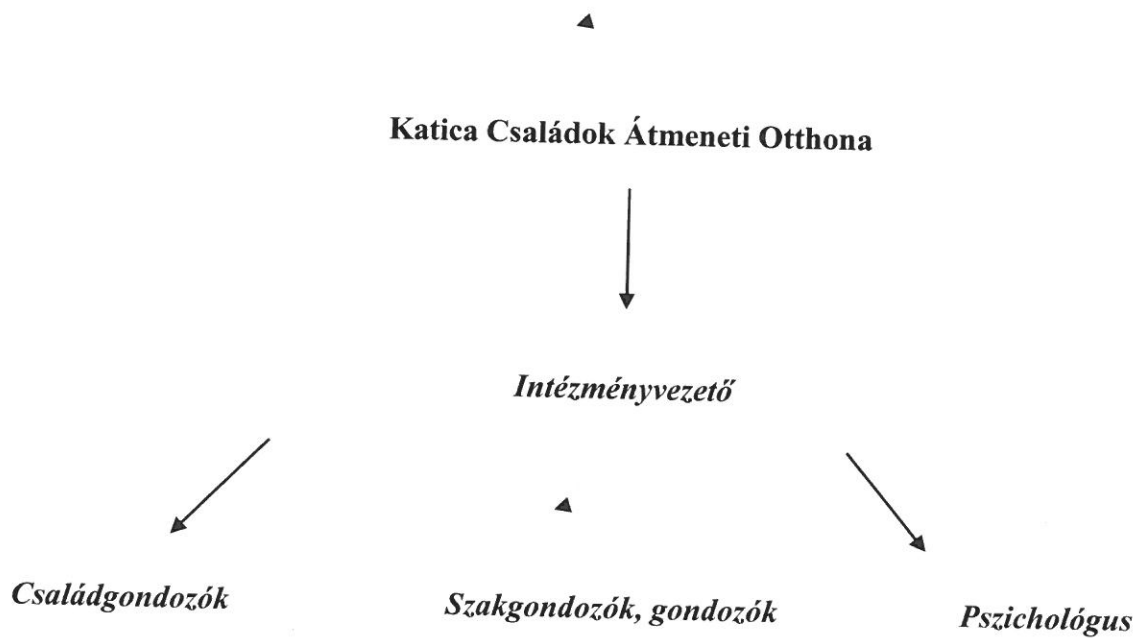 Katica Családok Átmeneti Otthona
Intézményvezető
Családgondozók
Szakgondozók, gondozók
Pszichológus